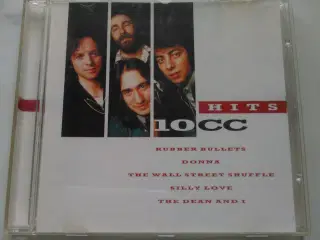 HITS
10CC
RUBBER BULLETS
DONNA
THE WALL STREET SHUFFLE
SILLY LOVE
THE DEAN AND I